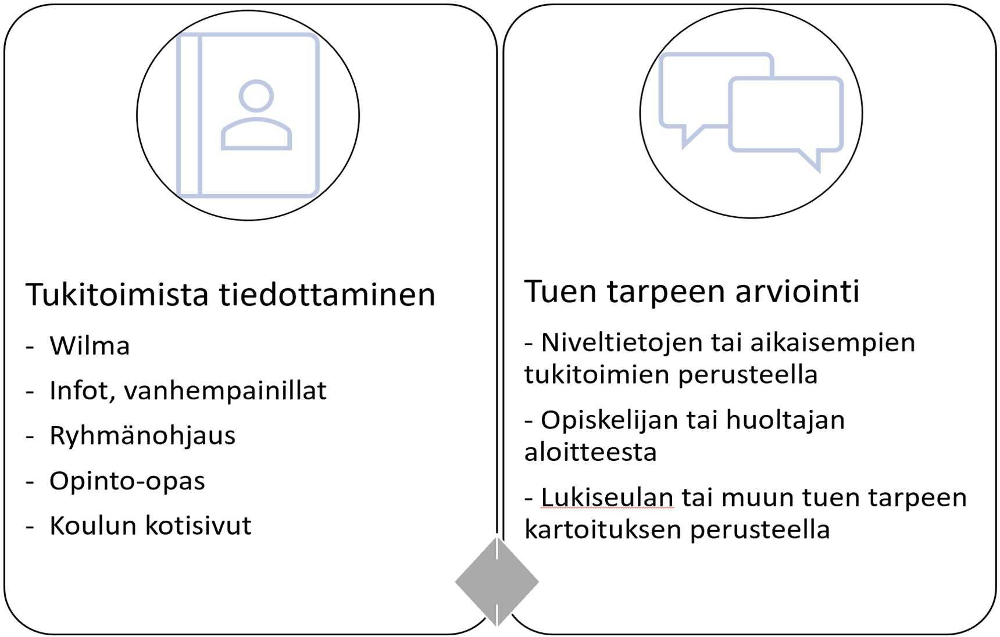 Tukitoimista tiedottaminen
- Wilma
- Infot, vanhempainillat
- Ryhmänohjaus
- Opinto-opas
- Koulun kotisivut
Tuen tarpeen arviointi
- Niveltietojen tai aikaisempien
tukitoimien perusteella
- Opiskelijan tai huoltajan
aloitteesta
- Lukiseulan tai muun tuen tarpeen
kartoituksen perusteella